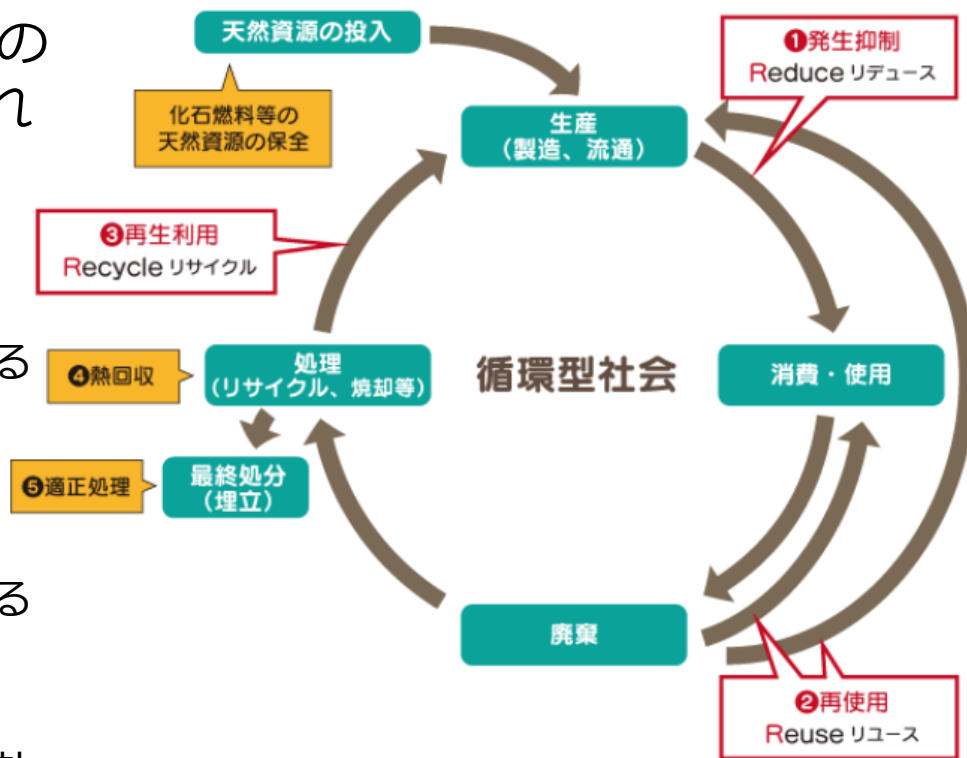 の
れ
る
る
天然資源の投入
化石燃料等の
天然資源の保全
❶発生抑制
Reduce リデュース
生産
（製造、流通）
❸再生利用
Recycle リサイクル
❹熱回収
処理
（リサイクル、焼却等）
循環型社会
消費・使用
❺適正処理
最終処分
（埋立）
廃棄
❷再使用
Reuse リユース